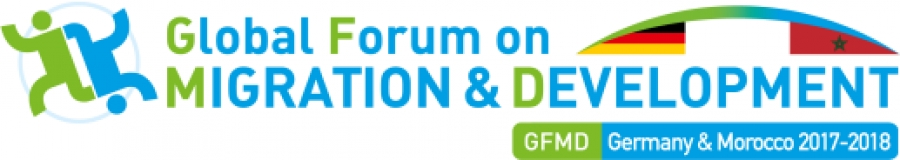 Global Forum on
MIGRATION & DEVELOPMENT
GFMD Germany & Morocco 2017-2018